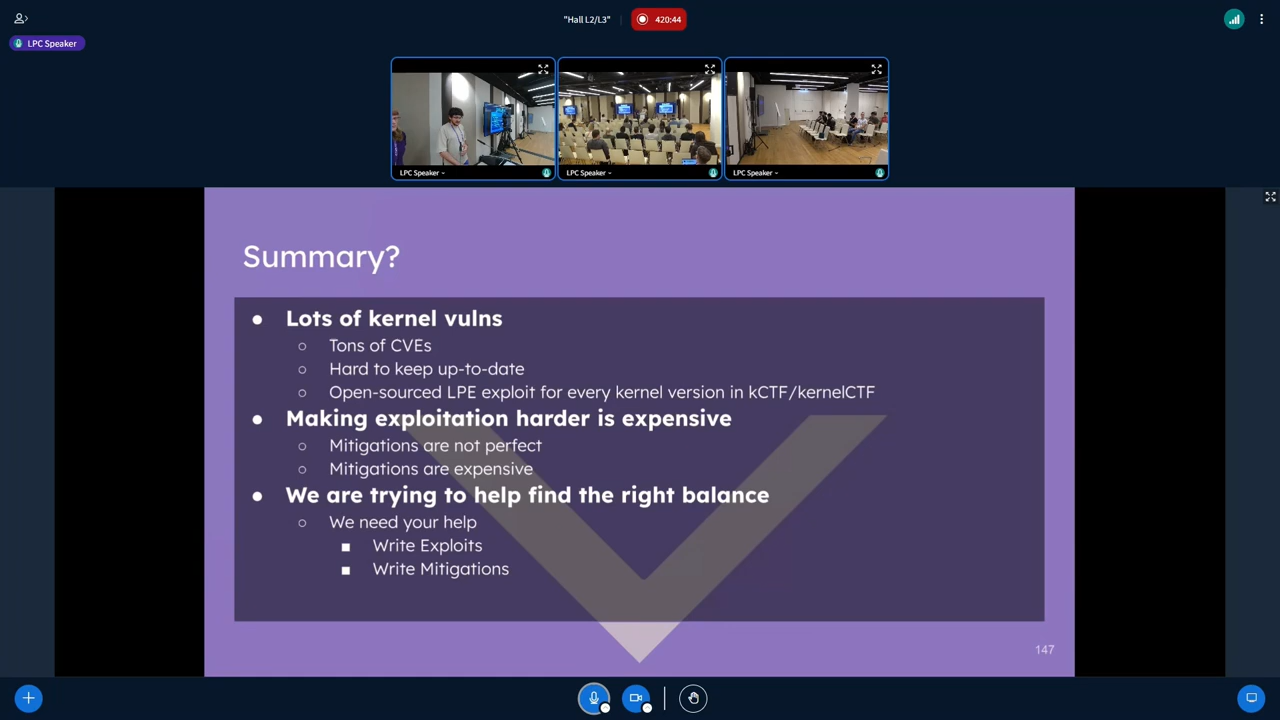 "Hall L2/L3"
420:44
LPC Speaker
LPC Speaker
LPC Speaker
LPC Speaker
Summary?
● Lots of kernel vulns
○ Tons of CVEs
○ Hard to keep up-to-date
○ Open-sourced LPE exploit for every kernel version in kCTF/kernelCTF
● Making exploitation harder is expensive
○ Mitigations are not perfect
○ Mitigations are expensive
● We are trying to help find the right balance
○ We need your help
■ Write Exploits
■ Write Mitigations
147